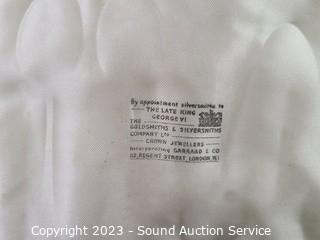 By appointment silversmiths to
THE LATE KING
GEORGE VI
THE
GOLDSMITHS & SILVERSMITHS
COMPANY LTD
CROWN JEWELLERS
Incorporating GARRARD & CO
112, REGENT STREET, LONDON, W.1
Copyright 2023 - Sound Auction Service